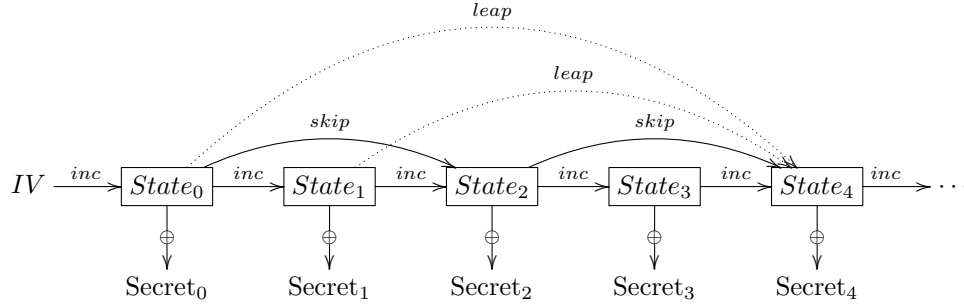 leap
leap
skip skip
IV inc State₀ inc State₁ inc State₂ inc State₃ inc State₄ inc ⋯
⊕ ⊕ ⊕ ⊕ ⊕
Secret₀ Secret₁ Secret₂ Secret₃ Secret₄